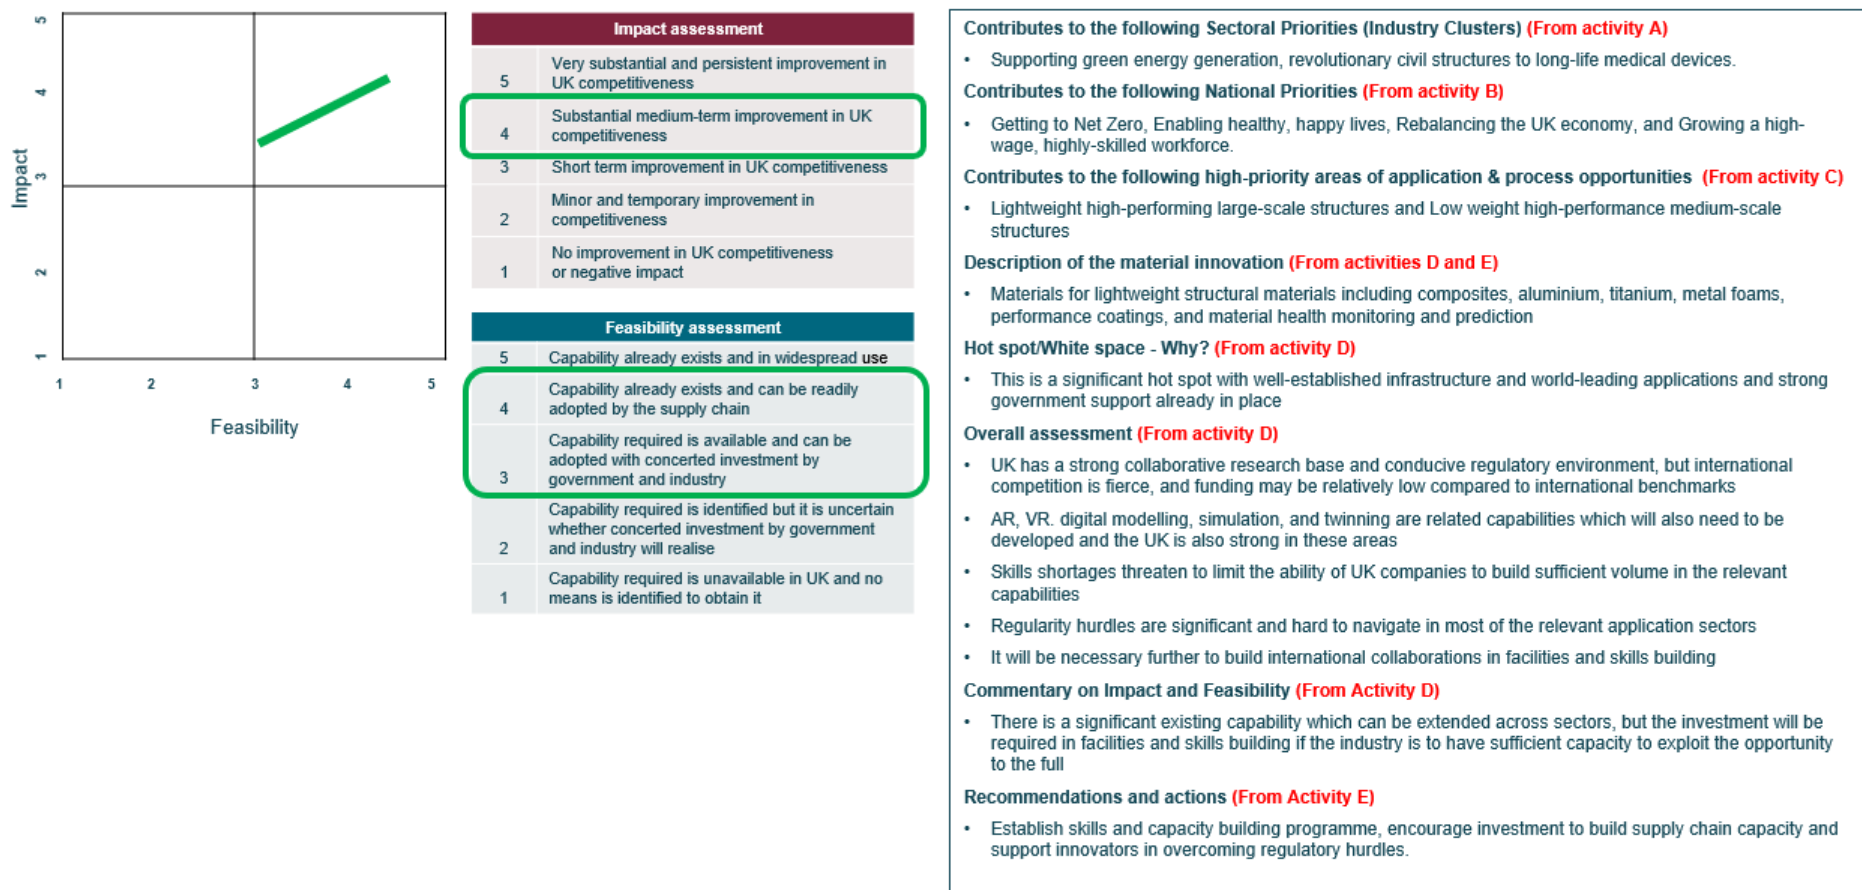 5
4
3
2
1
Impact
1
2
3
4
5
Feasibility
Impact assessment
5
Very substantial and persistent improvement in
UK competitiveness
4
Substantial medium-term improvement in UK
competitiveness
3
Short term improvement in UK competitiveness
2
Minor and temporary improvement in
competitiveness
1
No improvement in UK competitiveness
or negative impact
Feasibility assessment
5
Capability already exists and in widespread use
4
Capability already exists and can be readily
adopted by the supply chain
3
Capability required is available and can be
adopted with concerted investment by
government and industry
2
Capability required is identified but it is uncertain
whether concerted investment by government
and industry will realise
1
Capability required is unavailable in UK and no
means is identified to obtain it
Contributes to the following Sectoral Priorities (Industry Clusters) (From activity A)
• Supporting green energy generation, revolutionary civil structures to long-life medical devices.
Contributes to the following National Priorities (From activity B)
• Getting to Net Zero, Enabling healthy, happy lives, Rebalancing the UK economy, and Growing a high-
wage, highly-skilled workforce.
Contributes to the following high-priority areas of application & process opportunities (From activity C)
• Lightweight high-performing large-scale structures and Low weight high-performance medium-scale
structures
Description of the material innovation (From activities D and E)
• Materials for lightweight structural materials including composites, aluminium, titanium, metal foams,
performance coatings, and material health monitoring and prediction
Hot spot/White space - Why? (From activity D)
• This is a significant hot spot with well-established infrastructure and world-leading applications and strong
government support already in place
Overall assessment (From activity D)
• UK has a strong collaborative research base and conducive regulatory environment, but international
competition is fierce, and funding may be relatively low compared to international benchmarks
• AR, VR. digital modelling, simulation, and twinning are related capabilities which will also need to be
developed and the UK is also strong in these areas
• Skills shortages threaten to limit the ability of UK companies to build sufficient volume in the relevant
capabilities
• Regularity hurdles are significant and hard to navigate in most of the relevant application sectors
• It will be necessary further to build international collaborations in facilities and skills building
Commentary on Impact and Feasibility (From Activity D)
• There is a significant existing capability which can be extended across sectors, but the investment will be
required in facilities and skills building if the industry is to have sufficient capacity to exploit the opportunity
to the full
Recommendations and actions (From Activity E)
• Establish skills and capacity building programme, encourage investment to build supply chain capacity and
support innovators in overcoming regulatory hurdles.